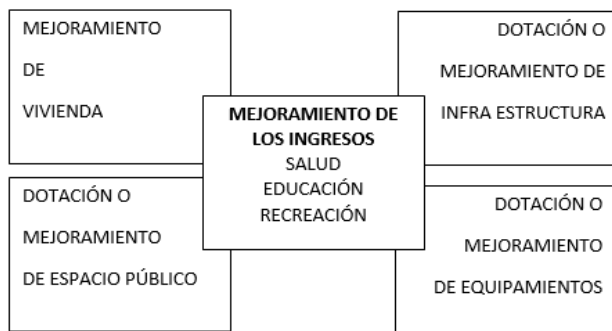 MEJORAMIENTO
DE
VIVIENDA
DOTACIÓN O
MEJORAMIENTO DE
INFRA ESTRUCTURA
MEJORAMIENTO DE
LOS INGRESOS
SALUD
EDUCACIÓN
RECREACIÓN
DOTACIÓN O
MEJORAMIENTO
DE ESPACIO PÚBLICO
DOTACIÓN O
MEJORAMIENTO
DE EQUIPAMIENTOS